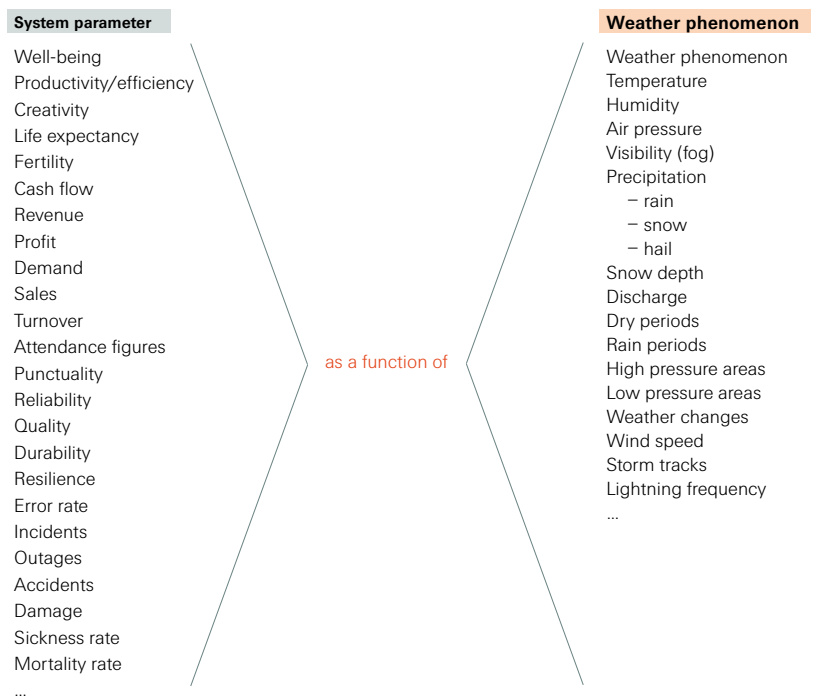 System parameter
Well-being
Productivity/efficiency
Creativity
Life expectancy
Fertility
Cash flow
Revenue
Profit
Demand
Sales
Turnover
Attendance figures
Punctuality
Reliability
Quality
Durability
Resilience
Error rate
Incidents
Outages
Accidents
Damage
Sickness rate
Mortality rate
...
as a function of
Weather phenomenon
Weather phenomenon
Temperature
Humidity
Air pressure
Visibility (fog)
Precipitation
– rain
– snow
– hail
Snow depth
Discharge
Dry periods
Rain periods
High pressure areas
Low pressure areas
Weather changes
Wind speed
Storm tracks
Lightning frequency
...